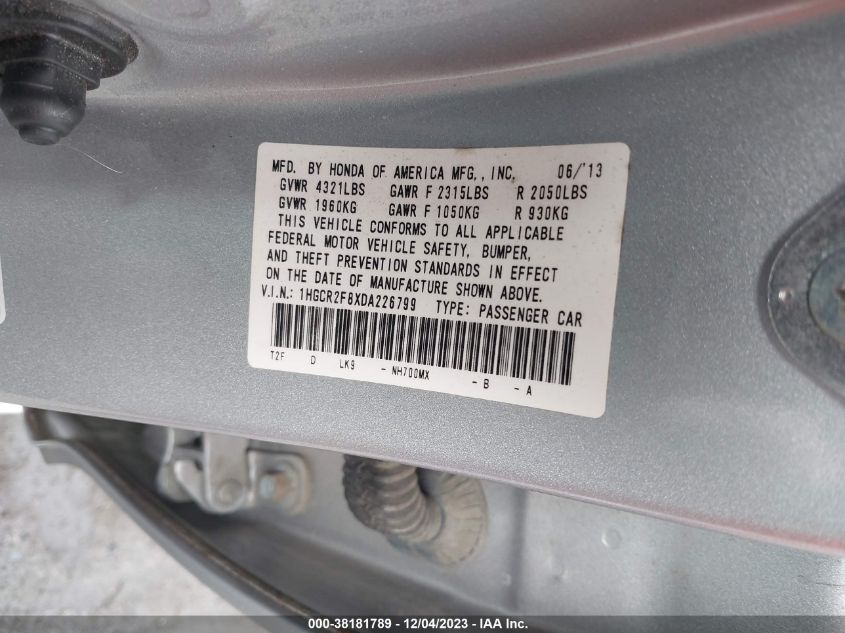 MFD. BY HONDA OF AMERICA MFG., INC. 06/'13
GVWR 4321LBS GAWR F 2315LBS R 2050LBS
GVWR 1960KG GAWR F 1050KG R 930KG
THIS VEHICLE CONFORMS TO ALL APPLICABLE
FEDERAL MOTOR VEHICLE SAFETY, BUMPER,
AND THEFT PREVENTION STANDARDS IN EFFECT
ON THE DATE OF MANUFACTURE SHOWN ABOVE.
V.I.N.: 1HGCR2F8XDA226799 TYPE: PASSENGER CAR
T2F D LK9 - NH700MX - B - A
000-38181789 - 12/04/2023 - IAA Inc.